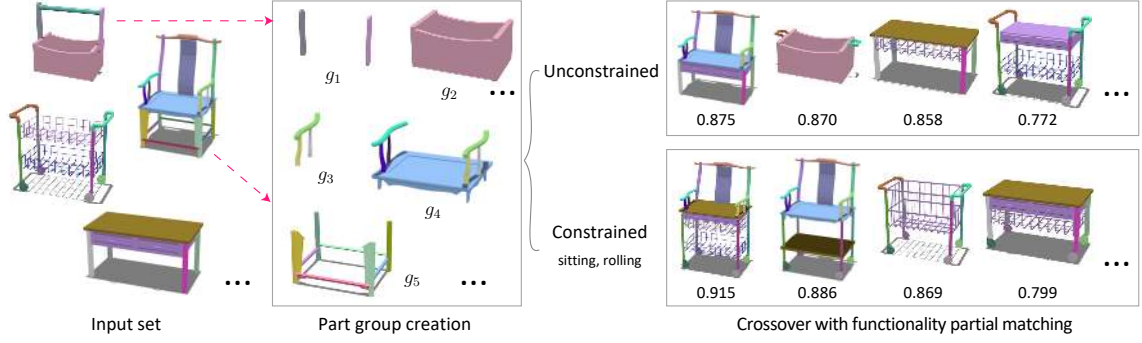 g1
g2
...
g3
g4
g5
...
...
Unconstrained
Constrained
sitting, rolling
0.875 0.870 0.858 0.772
...
0.915 0.886 0.869 0.799
...
Input set
Part group creation
Crossover with functionality partial matching